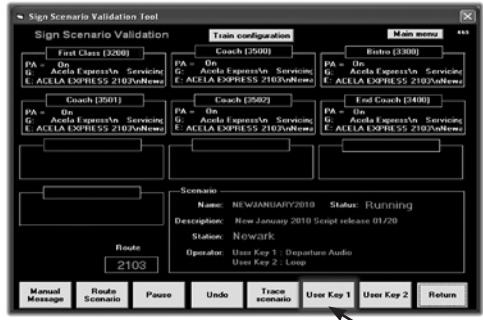 Sign Scenario Validation Tool
Sign Scenario Validation
Train configuration
Main menu
465
First Class (3200)
PA = On
G: Acela Express\n Servicing
E: ACELA EXPRESS 2103\nNewa
Coach (3500)
PA = On
G: Acela Express\n Servicing
E: ACELA EXPRESS 2103\nNewa
Bistro (3300)
PA = On
G: Acela Express\n Servicing
E: ACELA EXPRESS 2103\nNewa
Coach (3501)
PA = On
G: Acela Express\n Servicing
E: ACELA EXPRESS 2103\nNewa
Coach (3502)
PA = On
G: Acela Express\n Servicing
E: ACELA EXPRESS 2103\nNewa
End Coach (3400)
PA = On
G: Acela Express\n Servicing
E: ACELA EXPRESS 2103\nNewa
Scenario
Name: NEWJANUARY2010 Status: Running
Description: New January 2010 Script release 01/20
Station: Newark
Operator: User Key 1 : Departure Audio
User Key 2 : Loop
Route
2103
Manual Message
Route Scenario
Pause
Undo
Trace scenario
User Key 1
User Key 2
Return